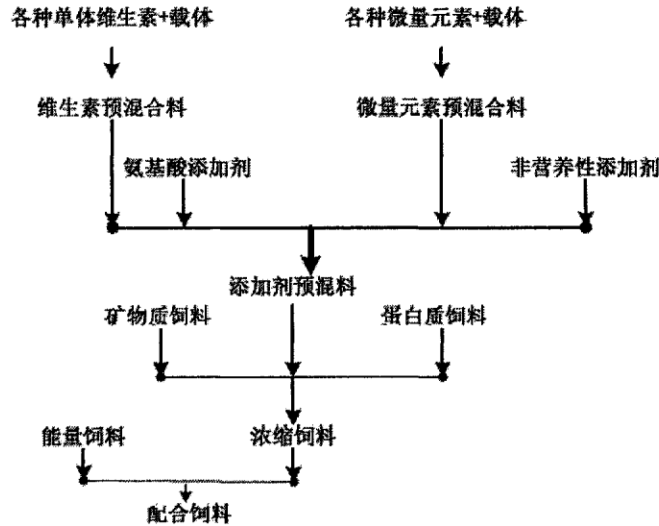 各种单体维生素+载体
各种微量元素+载体
维生素预混合料
微量元素预混合料
氨基酸添加剂
非营养性添加剂
添加剂预混料
矿物质饲料
蛋白质饲料
能量饲料
浓缩饲料
配合饲料